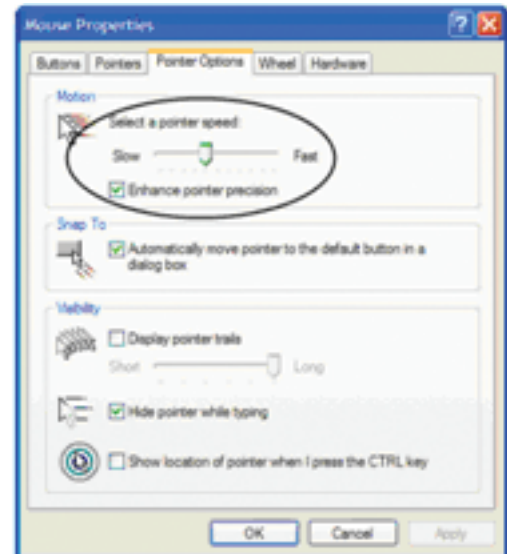 Mouse Properties
Buttons Pointers Pointer Options Wheel Hardware
Motion
Select a pointer speed:
Slow Fast
Enhance pointer precision
Snap To
Automatically move pointer to the default button in a
dialog box
Visibility
Display pointer trails
Short Long
Hide pointer while typing
Show location of pointer when I press the CTRL key
OK Cancel Apply